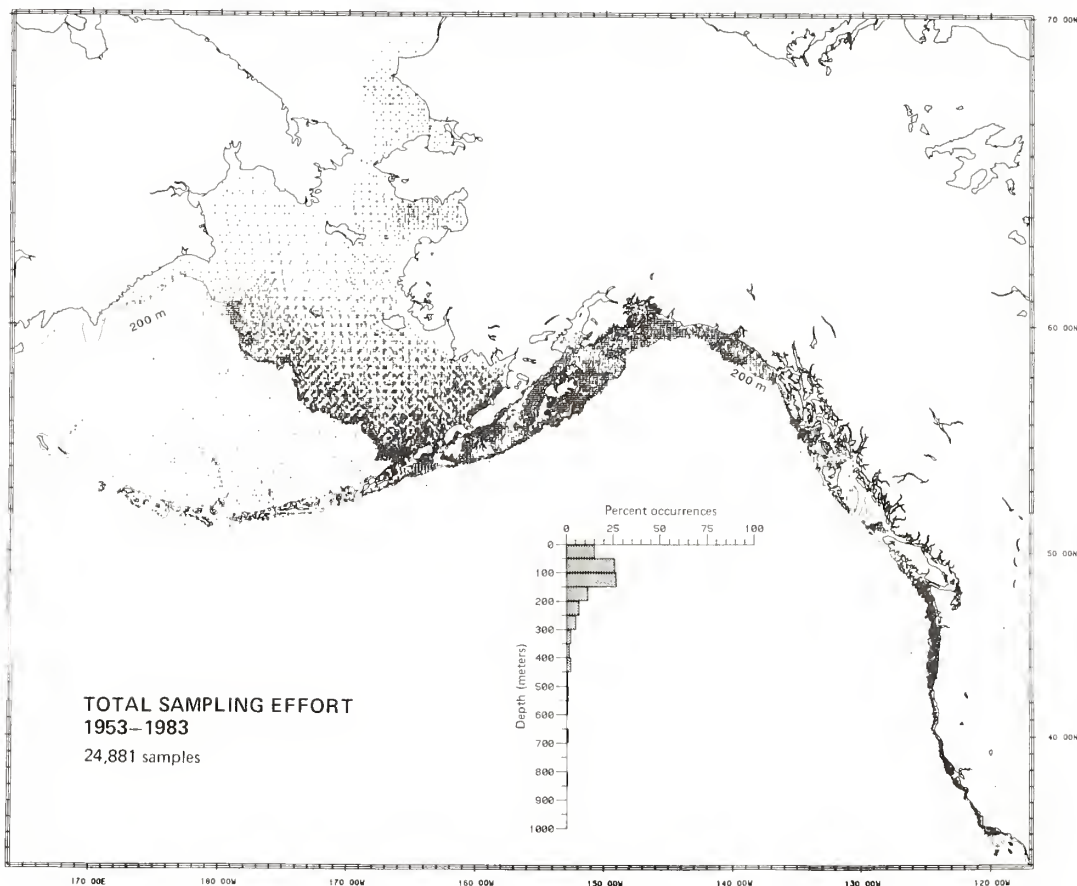 70 00N
200 m
60 00N
200 m
3
Percent occurrences
0 25 50 75 100
0
50 00N
100
200
300
400
Depth (meters)
500
600
700
800
900
1000
TOTAL SAMPLING EFFORT
1953–1983
24,881 samples
40 00N
170 00E 180 00W 170 00W 160 00W 150 00W 140 00W 130 00W 120 00W